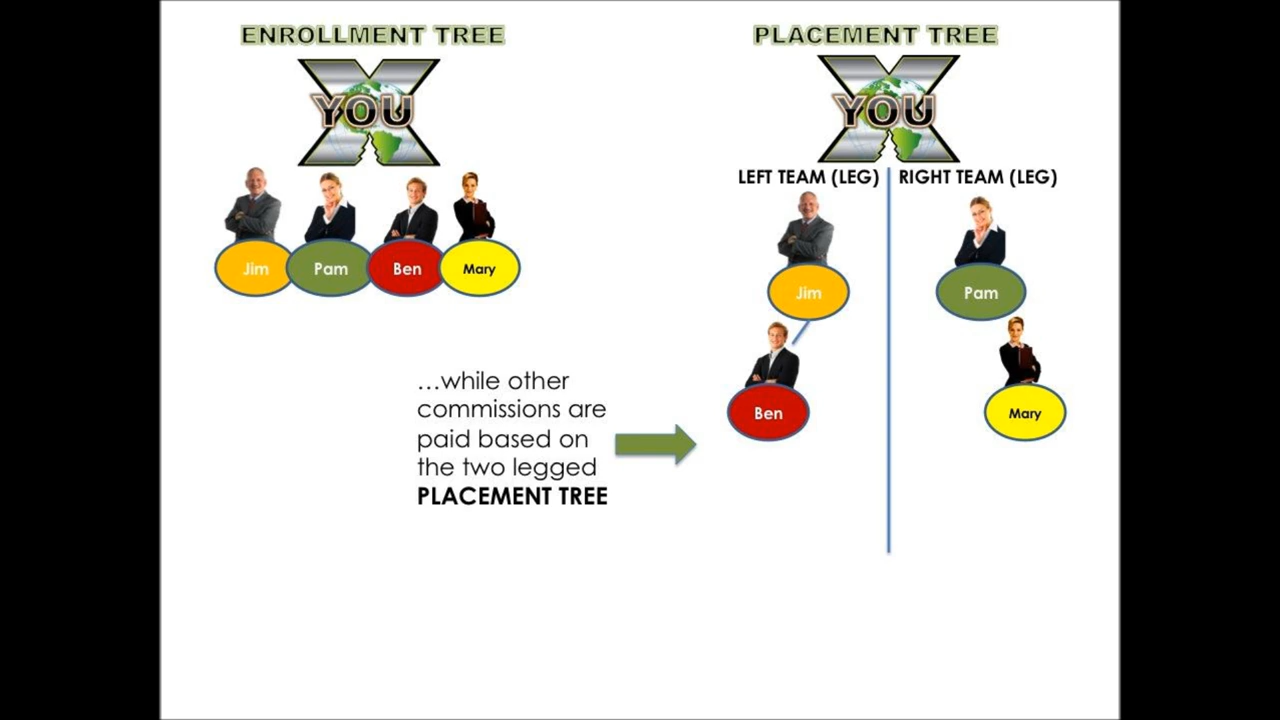 ENROLLMENT TREE
YOU
Jim
Pam
Ben
Mary
…while other
commissions are
paid based on
the two legged
PLACEMENT TREE
PLACEMENT TREE
YOU
LEFT TEAM (LEG)
RIGHT TEAM (LEG)
Jim
Pam
Ben
Mary